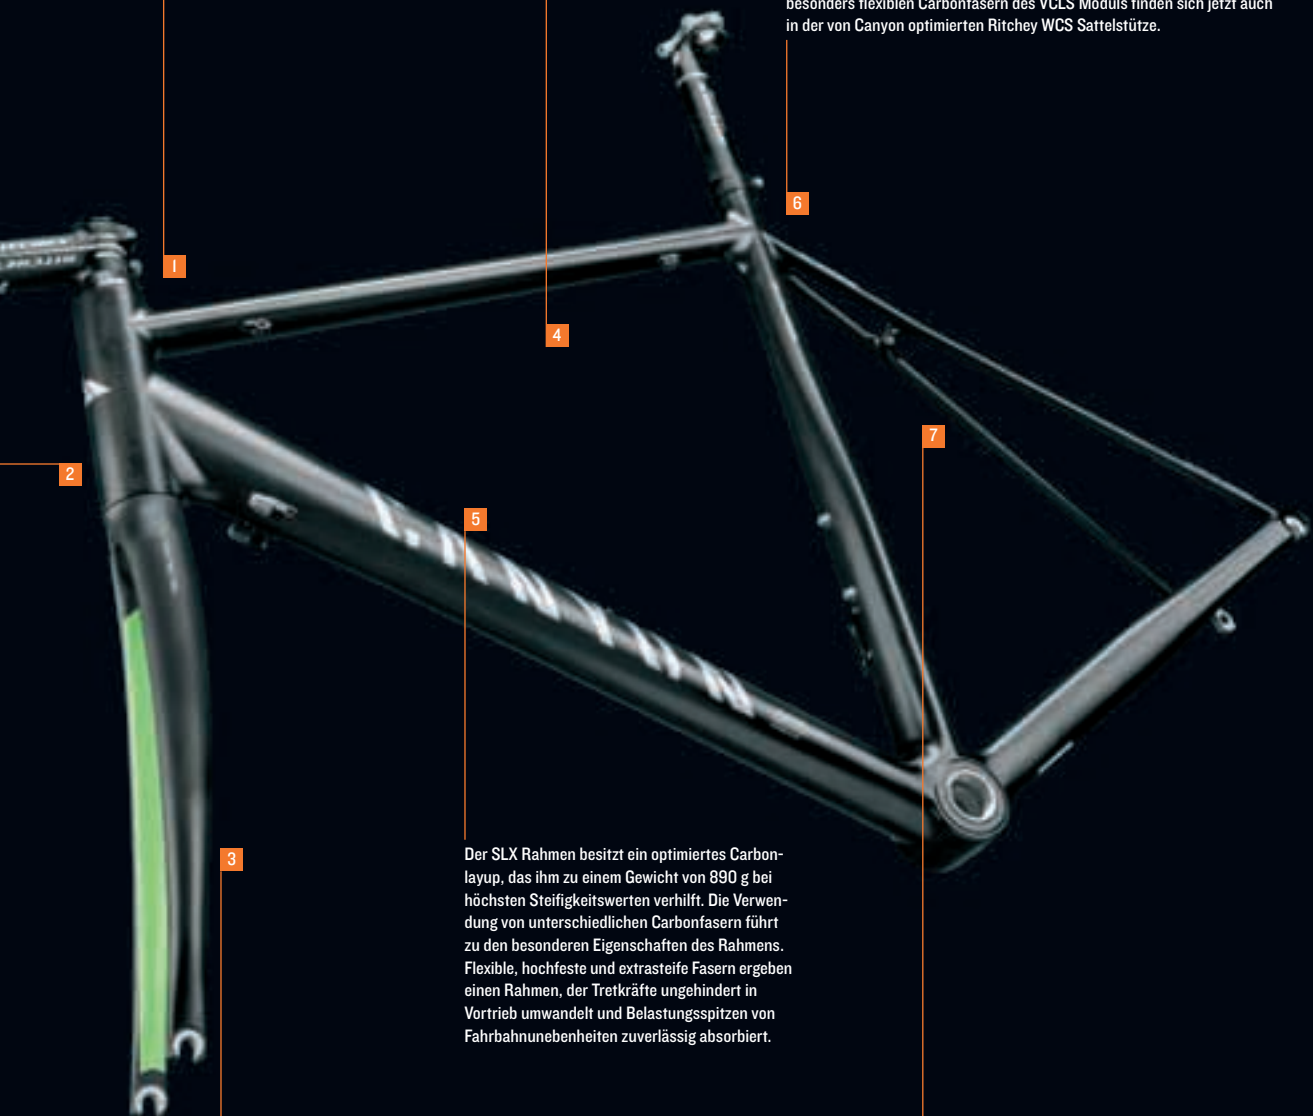 besonders flexiblen Carbonfasern des VCLS Moduls finden sich jetzt auch
in der von Canyon optimierten Ritchey WCS Sattelstütze.
6
1
4
7
2
5
3
Der SLX Rahmen besitzt ein optimiertes Carbon-
layup, das ihm zu einem Gewicht von 890 g bei
höchsten Steifigkeitswerten verhilft. Die Verwen-
dung von unterschiedlichen Carbonfasern führt
zu den besonderen Eigenschaften des Rahmens.
Flexible, hochfeste und extrasteife Fasern ergeben
einen Rahmen, der Tretkräfte ungehindert in
Vortrieb umwandelt und Belastungsspitzen von
Fahrbahnunebenheiten zuverlässig absorbiert.